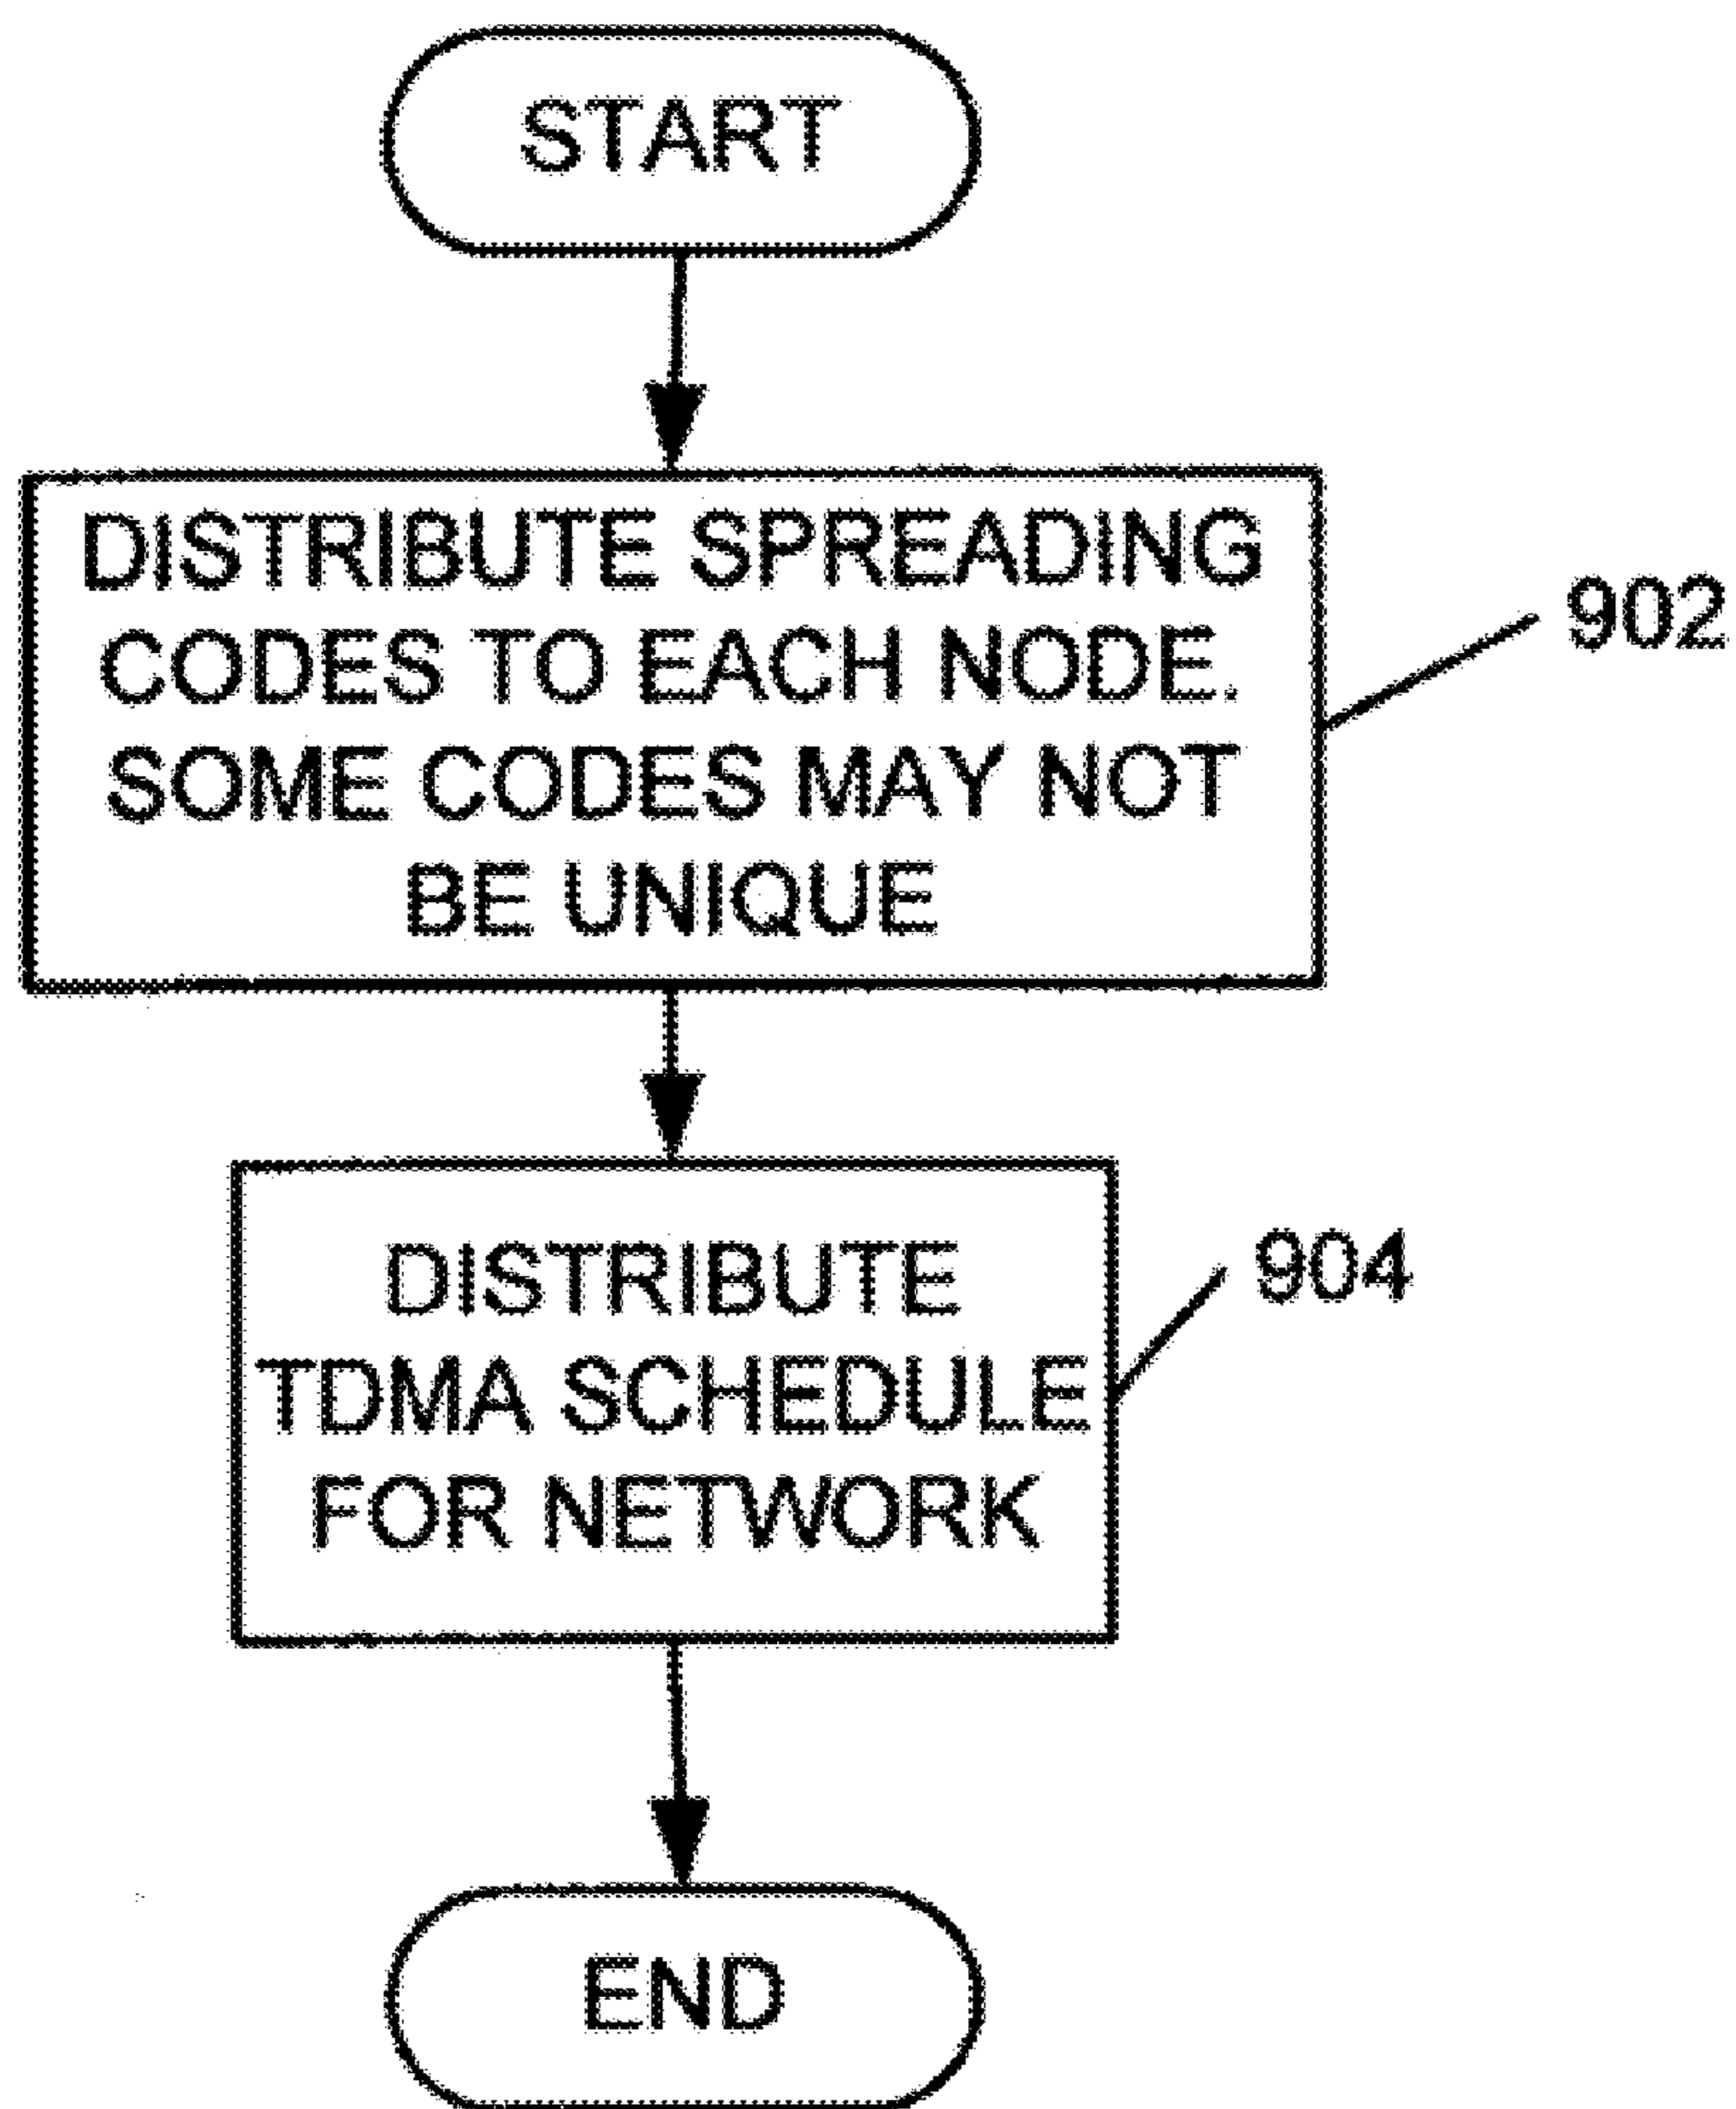 START
DISTRIBUTE SPREADING
CODES TO EACH NODE.
SOME CODES MAY NOT
BE UNIQUE
902
DISTRIBUTE
TDMA SCHEDULE
FOR NETWORK
904
END